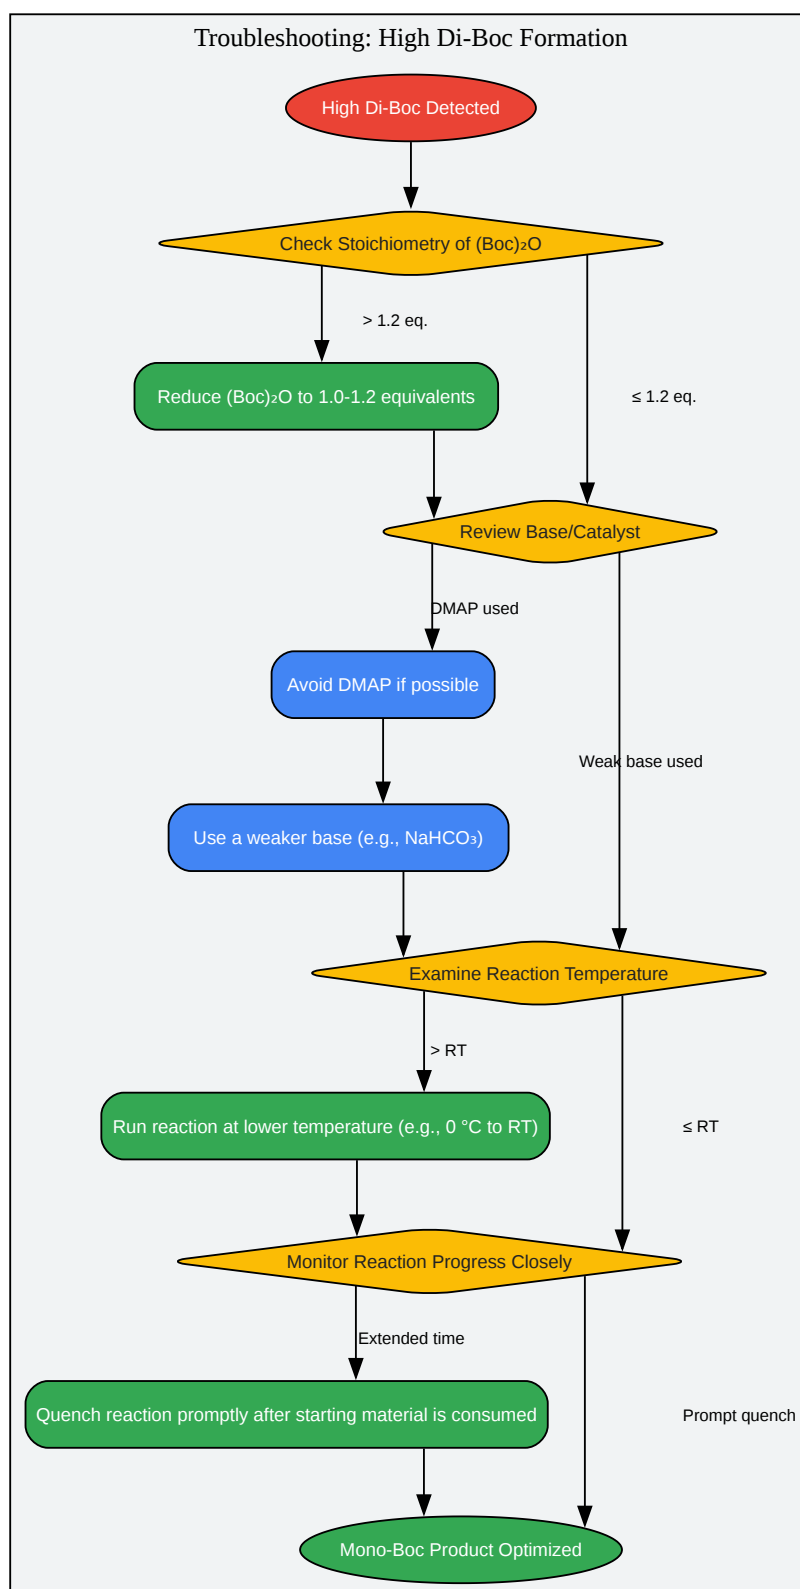 Troubleshooting: High Di-Boc Formation
High Di-Boc Detected
Check Stoichiometry of (Boc)₂O
> 1.2 eq.
Reduce (Boc)₂O to 1.0-1.2 equivalents
≤ 1.2 eq.
Review Base/Catalyst
DMAP used
Avoid DMAP if possible
Weak base used
Use a weaker base (e.g., NaHCO₃)
Examine Reaction Temperature
> RT
Run reaction at lower temperature (e.g., 0 °C to RT)
≤ RT
Monitor Reaction Progress Closely
Extended time
Quench reaction promptly after starting material is consumed
Prompt quench
Mono-Boc Product Optimized